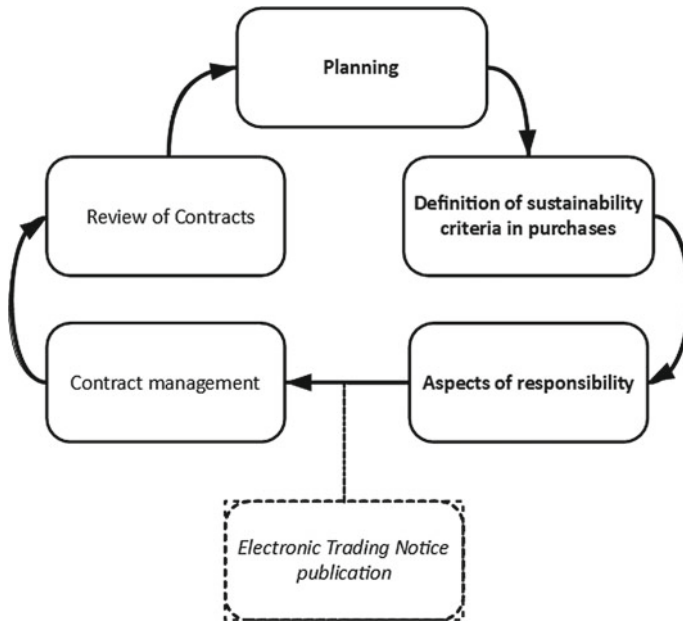 Planning
Review of Contracts
Definition of sustainability
criteria in purchases
Contract management
Aspects of responsibility
Electronic Trading Notice
publication